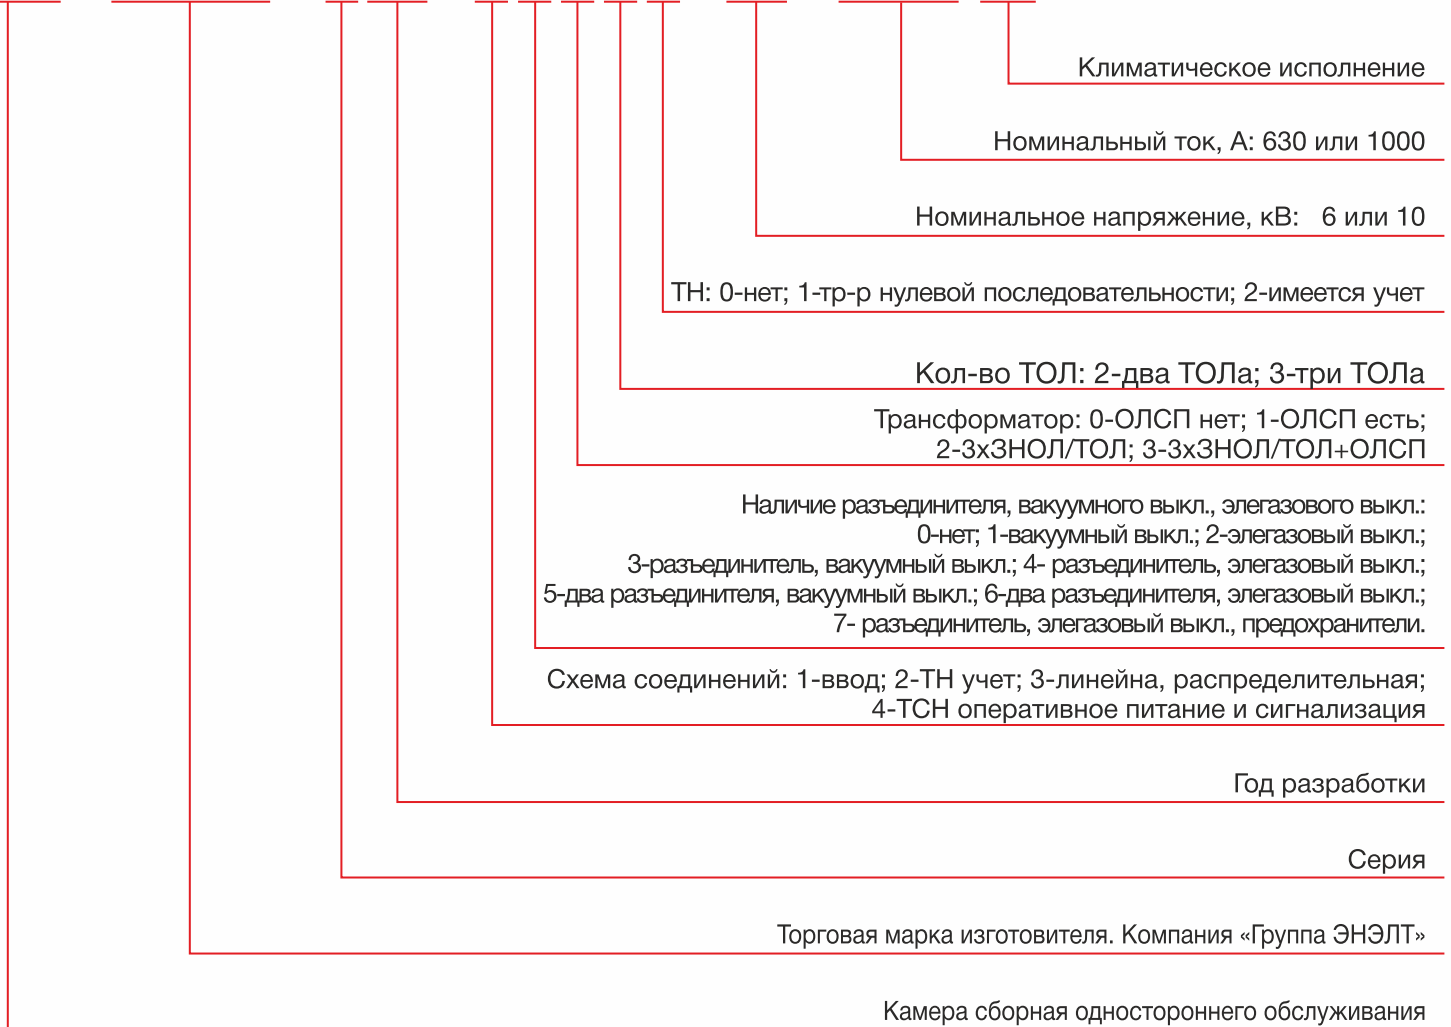 Климатическое исполнение
Номинальный ток, А: 630 или 1000
Номинальное напряжение, кВ: 6 или 10
ТН: 0-нет; 1-тр-р нулевой последовательности; 2-имеется учет
Кол-во ТОЛ: 2-два ТОЛа; 3-три ТОЛа
Трансформатор: 0-ОЛСП нет; 1-ОЛСП есть;
2-3хЗНОЛ/ТОЛ; 3-3хЗНОЛ/ТОЛ+ОЛСП
Наличие разъединителя, вакуумного выкл., элегазового выкл.:
0-нет; 1-вакуумный выкл.; 2-элегазовый выкл.;
3-разъединитель, вакуумный выкл.; 4- разъединитель, элегазовый выкл.;
5-два разъединителя, вакуумный выкл.; 6-два разъединителя, элегазовый выкл.;
7- разъединитель, элегазовый выкл., предохранители.
Схема соединений: 1-ввод; 2-ТН учет; 3-линейна, распределительная;
4-ТСН оперативное питание и сигнализация
Год разработки
Серия
Торговая марка изготовителя. Компания «Группа ЭНЭЛТ»
Камера сборная одностороннего обслуживания